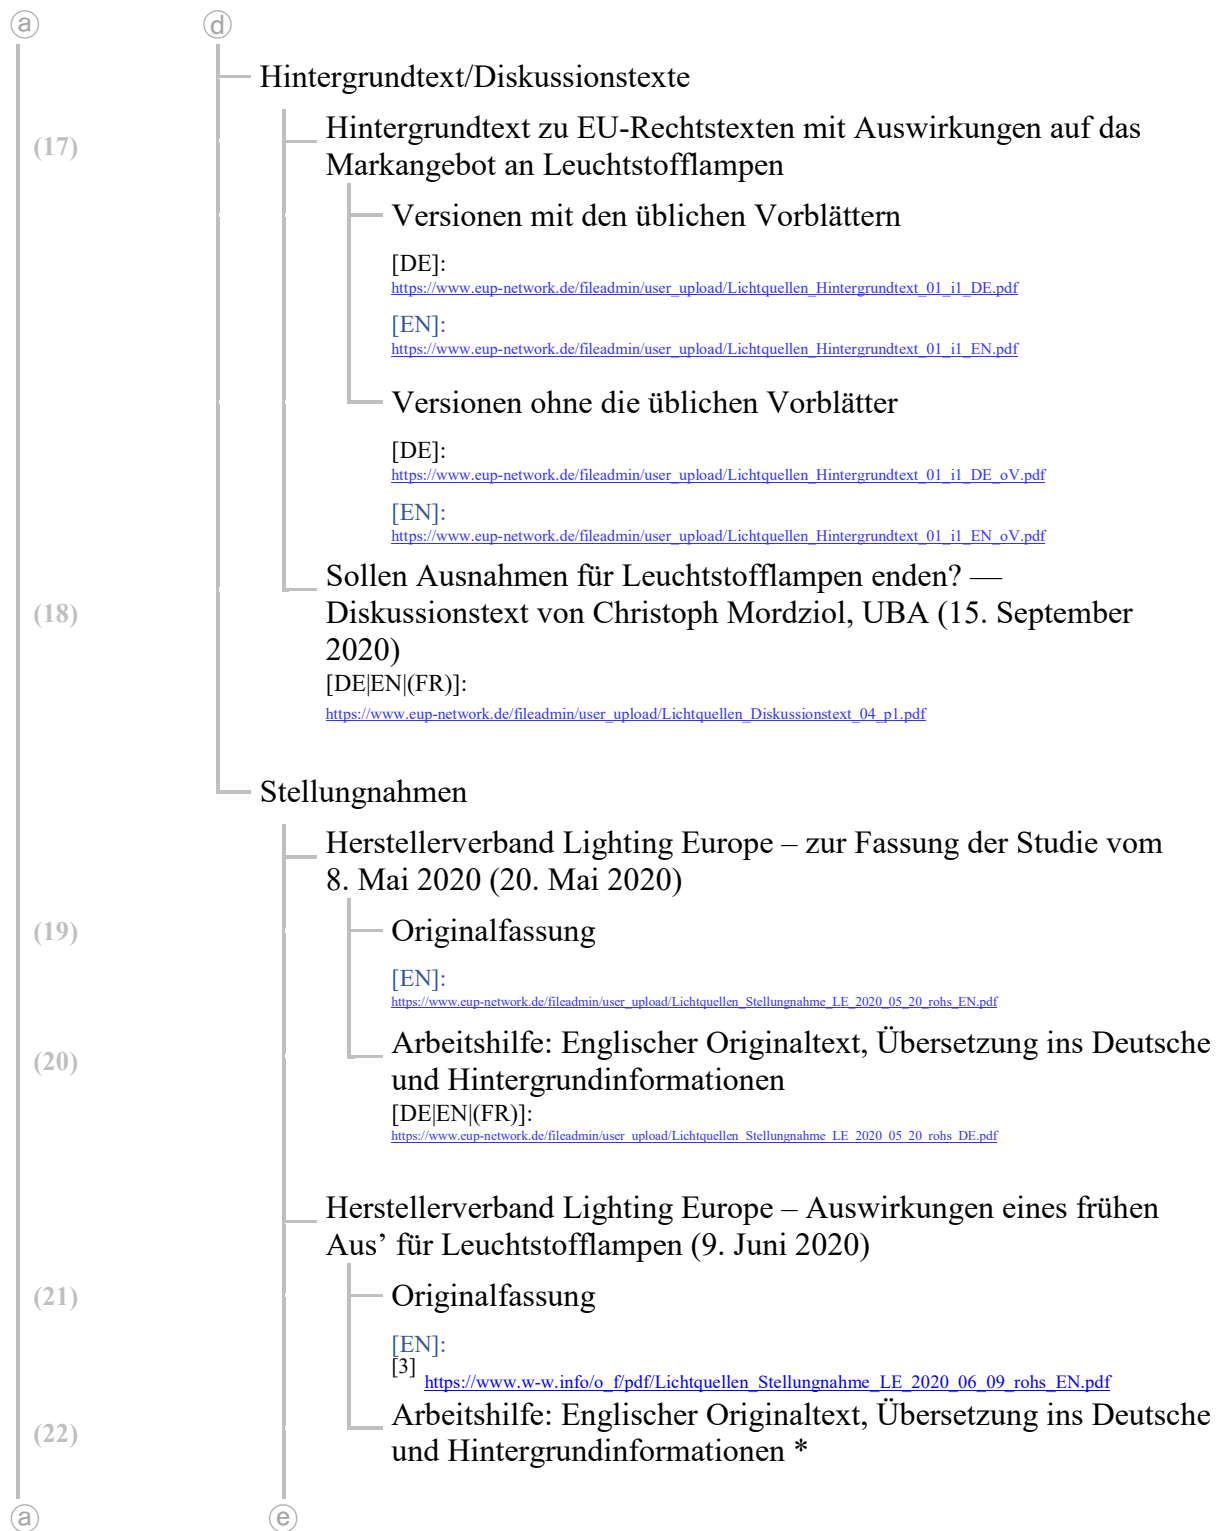 ⓐ ⓓ
Hintergrundtext/Diskussionstexte
(17) Hintergrundtext zu EU-Rechtstexten mit Auswirkungen auf das
Markangebot an Leuchtstofflampen
Versionen mit den üblichen Vorblättern
[DE]:
https://www.eup-network.de/fileadmin/user_upload/Lichtquellen_Hintergrundtext_01_i1_DE.pdf
[EN]:
https://www.eup-network.de/fileadmin/user_upload/Lichtquellen_Hintergrundtext_01_i1_EN.pdf
Versionen ohne die üblichen Vorblätter
[DE]:
https://www.eup-network.de/fileadmin/user_upload/Lichtquellen_Hintergrundtext_01_i1_DE_oV.pdf
[EN]:
https://www.eup-network.de/fileadmin/user_upload/Lichtquellen_Hintergrundtext_01_i1_EN_oV.pdf
Sollen Ausnahmen für Leuchtstofflampen enden? —
(18) Diskussionstext von Christoph Mordziol, UBA (15. September
2020)
[DE|EN|(FR)]:
https://www.eup-network.de/fileadmin/user_upload/Lichtquellen_Diskussionstext_04_p1.pdf
Stellungnahmen
Herstellerverband Lighting Europe – zur Fassung der Studie vom
8. Mai 2020 (20. Mai 2020)
(19) Originalfassung
[EN]:
https://www.eup-network.de/fileadmin/user_upload/Lichtquellen_Stellungnahme_LE_2020_05_20_rohs_EN.pdf
(20) Arbeitshilfe: Englischer Originaltext, Übersetzung ins Deutsche
und Hintergrundinformationen
[DE|EN|(FR)]:
https://www.eup-network.de/fileadmin/user_upload/Lichtquellen_Stellungnahme_LE_2020_05_20_rohs_DE.pdf
Herstellerverband Lighting Europe – Auswirkungen eines frühen
Aus’ für Leuchtstofflampen (9. Juni 2020)
(21) Originalfassung
[EN]:
[3] https://www.w-w.info/o_f/pdf/Lichtquellen_Stellungnahme_LE_2020_06_09_rohs_EN.pdf
(22) Arbeitshilfe: Englischer Originaltext, Übersetzung ins Deutsche
und Hintergrundinformationen *
ⓐ ⓔ